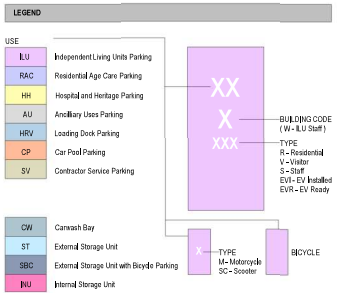 LEGEND
USE
ILU Independent Living Units Parking
RAC Residential Age Care Parking
HH Hospital and Heritage Parking
AU Ancilliary Uses Parking
HRV Loading Dock Parking
CP Car Pool Parking
SV Contractor Service Parking
CW Carwash Bay
ST External Storage Unit
SBC External Storage Unit with Bicycle Parking
INU Internal Storage Unit
XX
X
XXX
BUILDING CODE
( W - ILU Staff )
TYPE
R – Residential
V – Visitor
S – Staff
EVI – EV Installed
EVR – EV Ready
X
TYPE
M – Motorcycle
SC – Scooter
BICYCLE